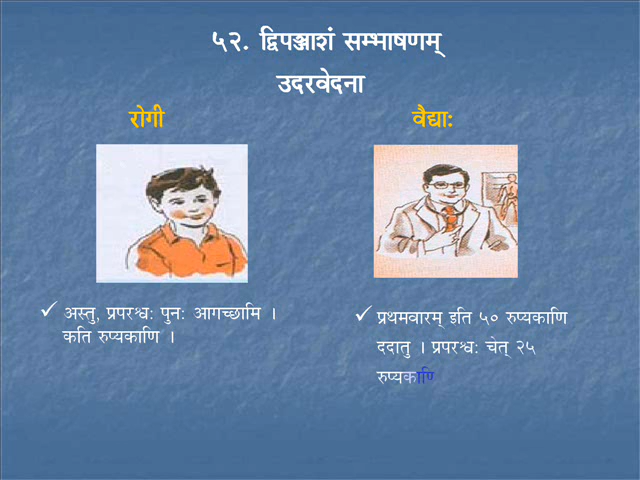 ५२. द्विपञ्चाशं सम्भाषणम्
उदरवेदना
रोगी
वैद्याः
अस्तु, प्रपरश्वः पुनः आगच्छामि ।
कति रुप्यकाणि ।
प्रथमवारम् इति ५० रुप्यकाणि
ददातु । प्रपरश्वः चेत् २५
रुप्यकाणि